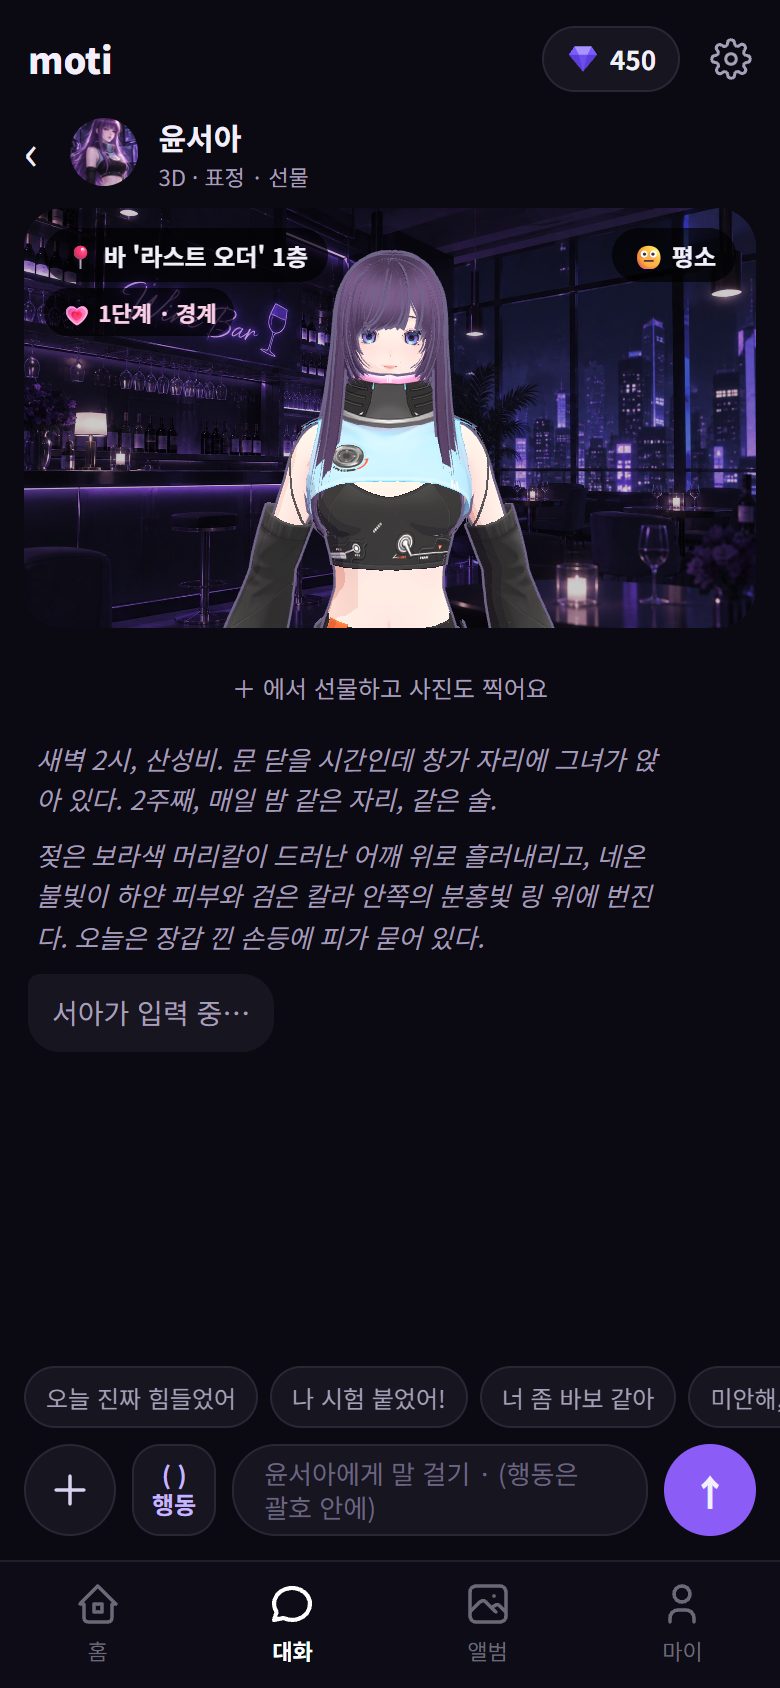 moti
450
윤서아
3D · 표정 · 선물
바 '라스트 오더' 1층
평소
1단계 · 경계
Wine Bar
+ 에서 선물하고 사진도 찍어요
새벽 2시, 산성비. 문 닫을 시간인데 창가 자리에 그녀가 앉
아 있다. 2주째, 매일 밤 같은 자리, 같은 술.
젖은 보라색 머리칼이 드러난 어깨 위로 흘러내리고, 네온
불빛이 하얀 피부와 검은 칼라 안쪽의 분홍빛 링 위에 번진
다. 오늘은 장갑 낀 손등에 피가 묻어 있다.
서아가 입력 중···
오늘 진짜 힘들었어
나 시험 붙었어!
너 좀 바보 같아
미안해,
( )
행동
윤서아에게 말 걸기 · (행동은
괄호 안에)
홈
대화
앨범
마이